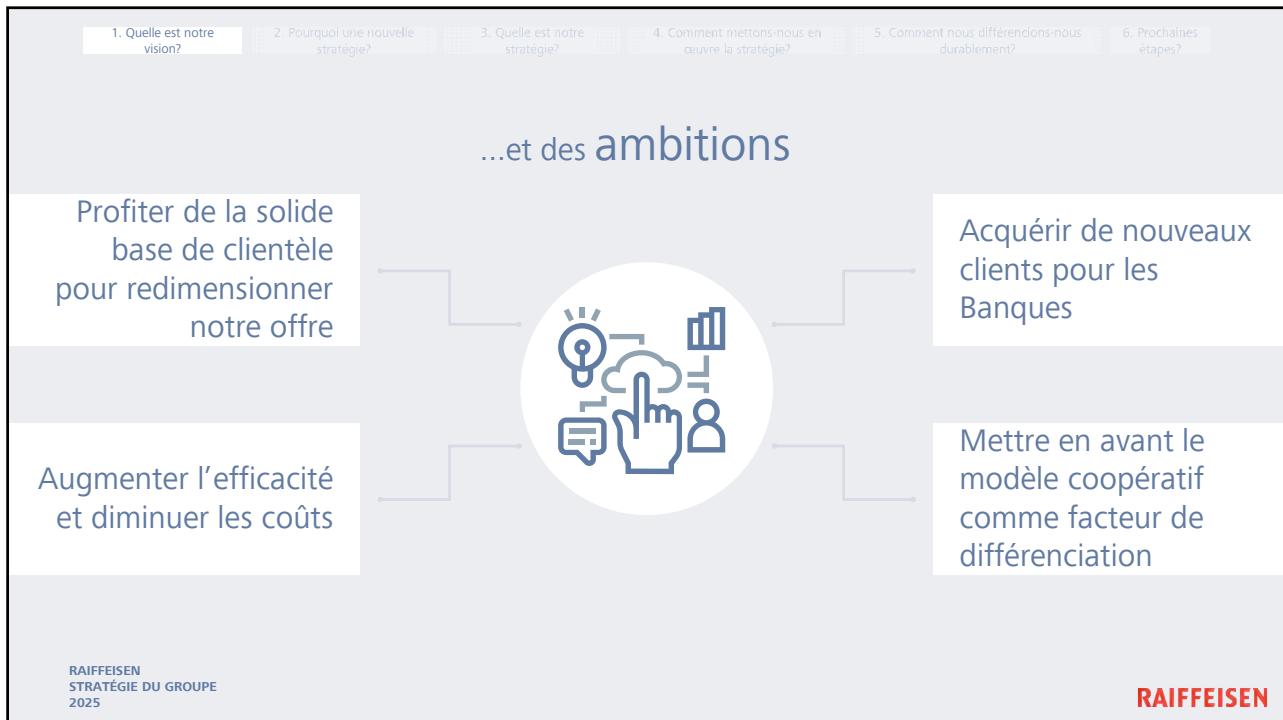 1. Quelle est notre
vision?
2. Pourquoi une nouvelle
stratégie?
3. Quelle est notre
stratégie?
4. Comment mettons-nous en
œuvre la stratégie?
5. Comment nous différencions-nous
durablement?
6. Prochaines
étapes?
...et des ambitions
Profiter de la solide
base de clientèle
pour redimensionner
notre offre
Acquérir de nouveaux
clients pour les
Banques
Augmenter l’efficacité
et diminuer les coûts
Mettre en avant le
modèle coopératif
comme facteur de
différenciation
RAIFFEISEN
STRATÉGIE DU GROUPE
2025
RAIFFEISEN